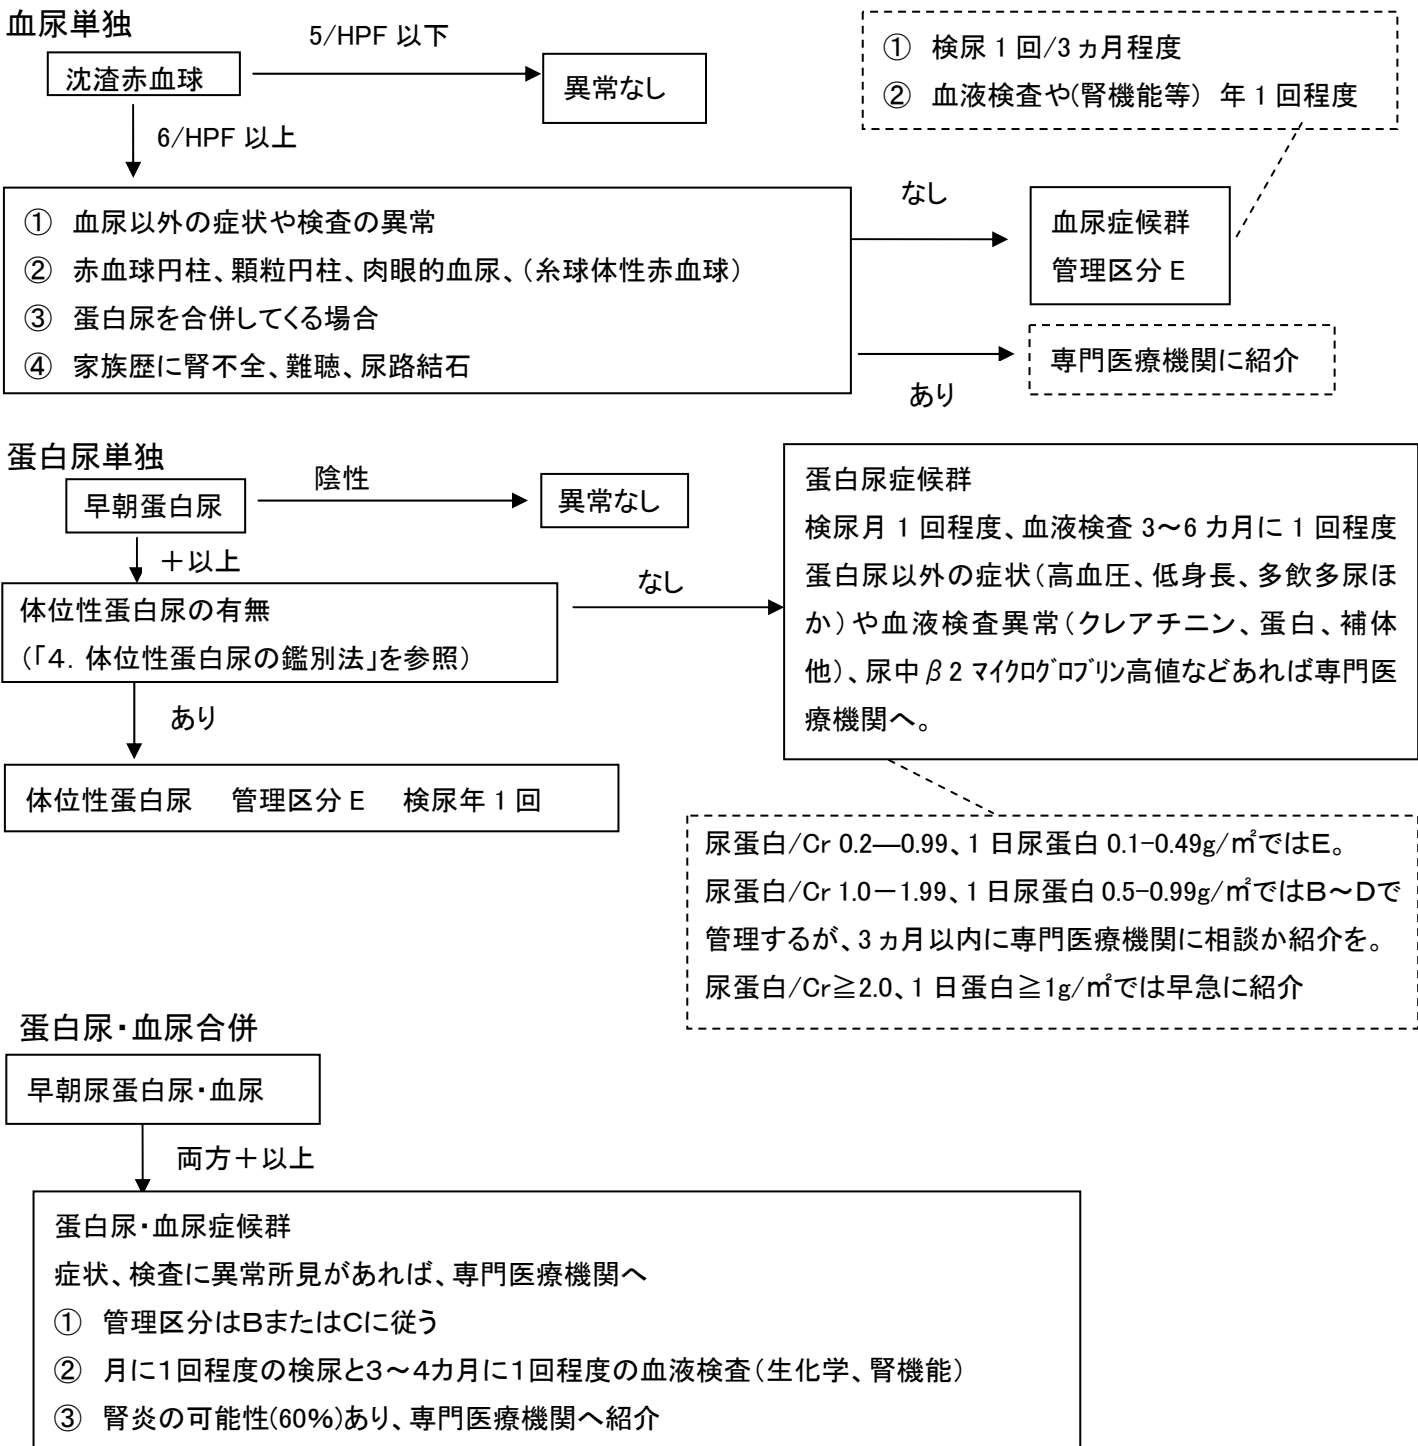 血尿単独
5/HPF 以下
沈渣赤血球
異常なし
① 検尿 1 回/3 ヵ月程度
② 血液検査や(腎機能等) 年 1 回程度
6/HPF 以上
① 血尿以外の症状や検査の異常
② 赤血球円柱、顆粒円柱、肉眼的血尿、(糸球体性赤血球)
③ 蛋白尿を合併してくる場合
④ 家族歴に腎不全、難聴、尿路結石
なし
血尿症候群
管理区分 E
あり
専門医療機関に紹介
蛋白尿単独
早朝蛋白尿
陰性
異常なし
＋以上
体位性蛋白尿の有無
(「４．体位性蛋白尿の鑑別法」を参照)
なし
蛋白尿症候群
検尿月 1 回程度、血液検査 3～6 カ月に 1 回程度
蛋白尿以外の症状(高血圧、低身長、多飲多尿ほ
か)や血液検査異常(クレアチニン、蛋白、補体
他)、尿中β2 ﾏｲｸﾛｸﾞﾛﾌﾞﾘﾝ高値などあれば専門医
療機関へ。
あり
体位性蛋白尿 管理区分 E 検尿年 1 回
尿蛋白/Cr 0.2―0.99、1 日尿蛋白 0.1-0.49g/㎡ではＥ。
尿蛋白/Cr 1.0－1.99、1 日尿蛋白 0.5-0.99g/㎡ではＢ～Ｄで
管理するが、3 ヵ月以内に専門医療機関に相談か紹介を。
尿蛋白/Cr≧2.0、1 日蛋白≧1g/㎡では早急に紹介
蛋白尿・血尿合併
早朝尿蛋白尿・血尿
両方＋以上
蛋白尿・血尿症候群
症状、検査に異常所見があれば、専門医療機関へ
① 管理区分はＢまたはＣに従う
② 月に１回程度の検尿と３～４カ月に１回程度の血液検査(生化学、腎機能)
③ 腎炎の可能性(60%)あり、専門医療機関へ紹介